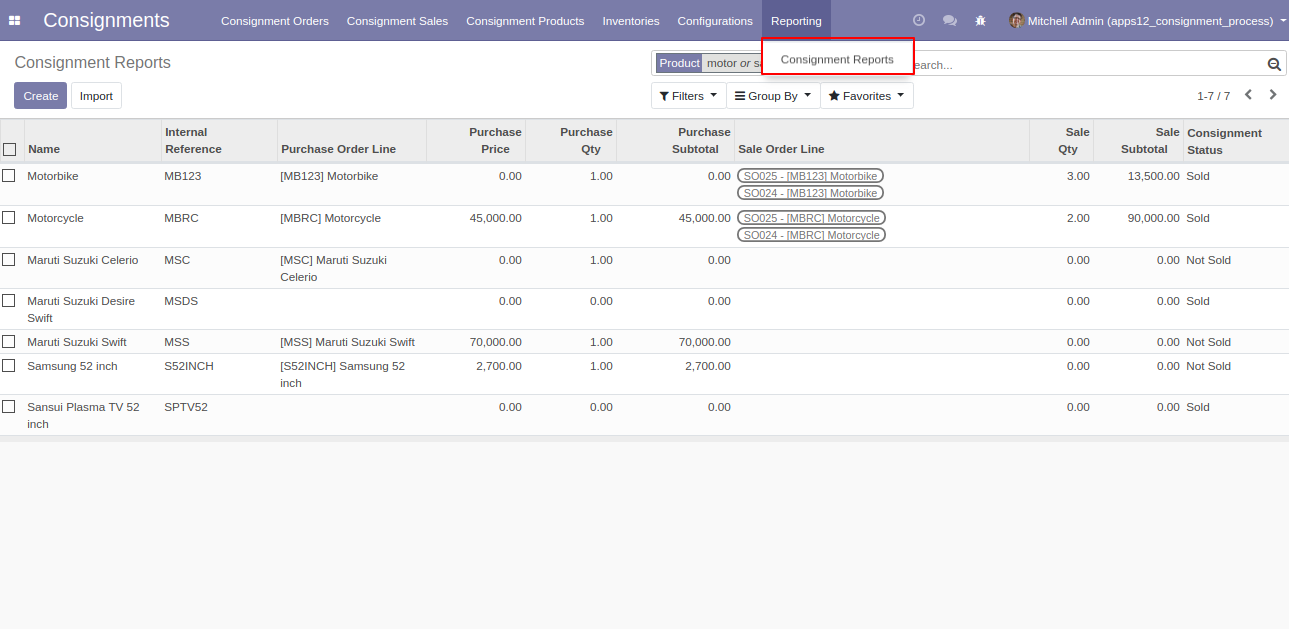 Consignments Consignment Orders Consignment Sales Consignment Products Inventories Configurations Reporting Mitchell Admin (apps12_consignment_process)
Consignment Reports
Consignment Reports
Product motor or earch...
Create Import
Filters Group By Favorites 1-7 / 7
Name Internal Reference Purchase Order Line Purchase Price Purchase Qty Purchase Subtotal Sale Order Line Sale Qty Sale Subtotal Consignment Status
Motorbike MB123 [MB123] Motorbike 0.00 1.00 0.00 SO025 - [MB123] Motorbike 3.00 13,500.00 Sold
SO024 - [MB123] Motorbike
Motorcycle MBRC [MBRC] Motorcycle 45,000.00 1.00 45,000.00 SO025 - [MBRC] Motorcycle 2.00 90,000.00 Sold
SO024 - [MBRC] Motorcycle
Maruti Suzuki Celerio MSC [MSC] Maruti Suzuki 0.00 1.00 0.00 0.00 0.00 Not Sold
Celerio
Maruti Suzuki Desire MSDS 0.00 0.00 0.00 0.00 0.00 Sold
Swift
Maruti Suzuki Swift MSS [MSS] Maruti Suzuki Swift 70,000.00 1.00 70,000.00 0.00 0.00 Not Sold
Samsung 52 inch S52INCH [S52INCH] Samsung 52 2,700.00 1.00 2,700.00 0.00 0.00 Not Sold
inch
Sansui Plasma TV 52 SPTV52 0.00 0.00 0.00 0.00 0.00 Sold
inch